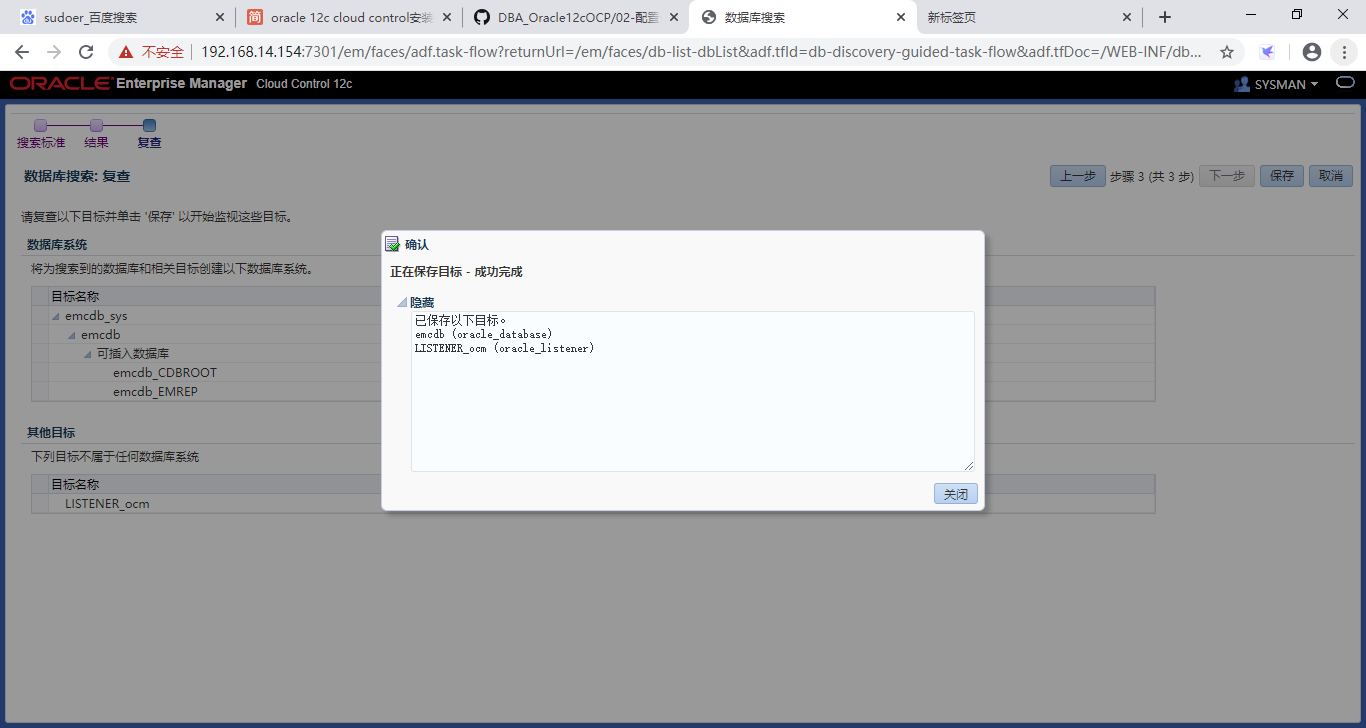 sudoer_百度搜索
oracle 12c cloud control安装
DBA_Oracle12cOCP/02-配置
数据库搜索
新标签页
不安全
192.168.14.154:7301/em/faces/adf.task-flow?returnUrl=/em/faces/db-list-dbList&adf.tfId=db-discovery-guided-task-flow&adf.tfDoc=/WEB-INF/db...
ORACLE Enterprise Manager Cloud Control 12c
SYSMAN
搜索标准 结果 复查
数据库搜索: 复查
上一步 步骤 3 (共 3 步) 下一步 保存 取消
请复查以下目标并单击 '保存' 以开始监视这些目标。
数据库系统
将为搜索到的数据库和相关目标创建以下数据库系统。
目标名称
emcdb_sys
emcdb
可插入数据库
emcdb_CDBROOT
emcdb_EMREP
其他目标
下列目标不属于任何数据库系统
目标名称
LISTENER_ocm
确认
正在保存目标 - 成功完成
隐藏
已保存以下目标。
emcdb (oracle_database)
LISTENER_ocm (oracle_listener)
关闭